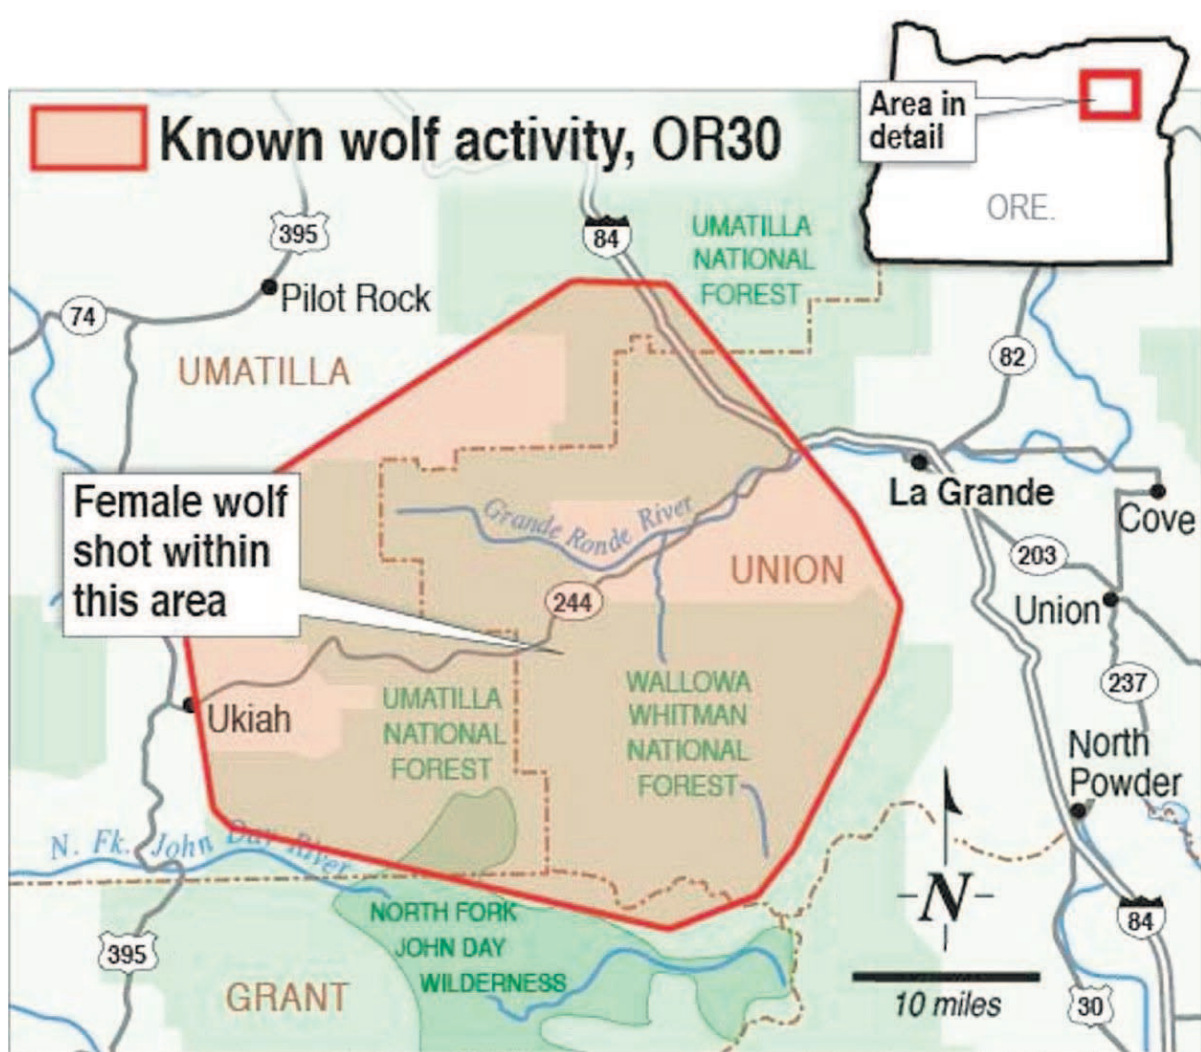 Known wolf activity, OR30
Area in
detail
ORE.
395
84
UMATILLA
NATIONAL
FOREST
74
Pilot Rock
82
UMATILLA
La Grande
Cove
Female wolf
shot within
this area
Grande Ronde River
203
UNION
244
Union
237
Ukiah
UMATILLA
NATIONAL
FOREST
WALLOWA
WHITMAN
NATIONAL
FOREST
North
Powder
N. Fk. John Day River
N
84
NORTH FORK
JOHN DAY
WILDERNESS
395
GRANT
10 miles
30